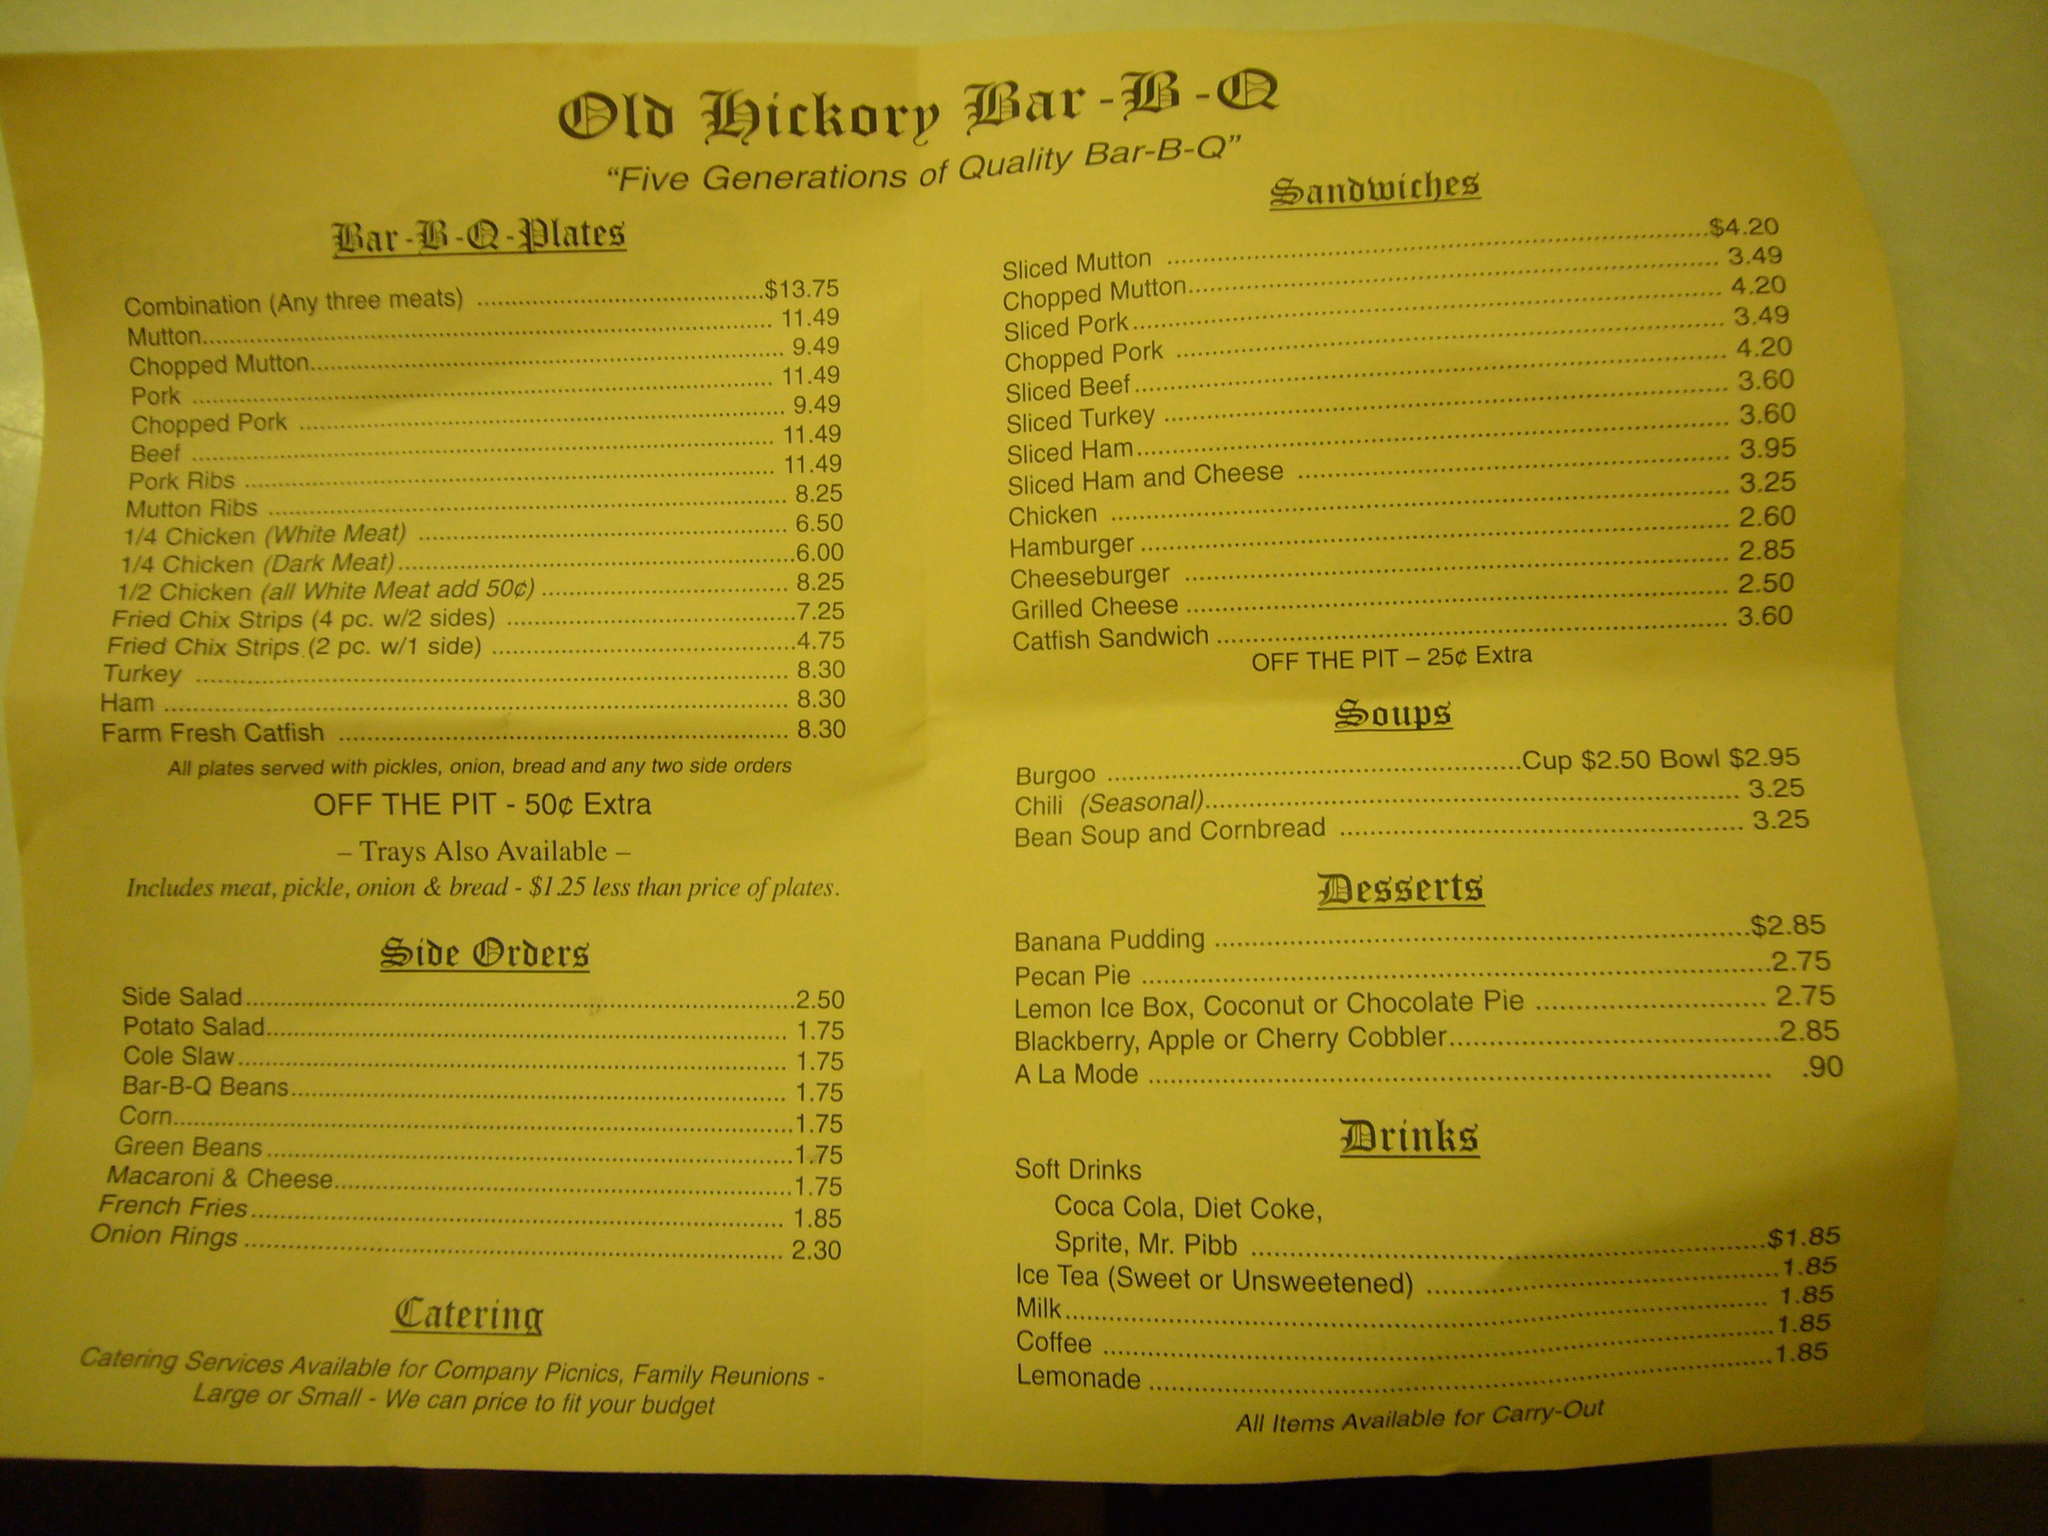 Old Hickory Bar-B-Q
"Five Generations of Quality Bar-B-Q"
Bar-B-Q-Plates
Combination (Any three meats) $13.75
Mutton 11.49
Chopped Mutton 9.49
Pork 11.49
Chopped Pork 9.49
Beef 11.49
Pork Ribs 11.49
Mutton Ribs 8.25
1/4 Chicken (White Meat) 6.50
1/4 Chicken (Dark Meat) 6.00
1/2 Chicken (all White Meat add 50¢) 8.25
Fried Chix Strips (4 pc. w/2 sides) 7.25
Fried Chix Strips (2 pc. w/1 side) 4.75
Turkey 8.30
Ham 8.30
Farm Fresh Catfish 8.30
All plates served with pickles, onion, bread and any two side orders
OFF THE PIT - 50¢ Extra
– Trays Also Available –
Includes meat, pickle, onion & bread - $1.25 less than price of plates.
Side Orders
Side Salad 2.50
Potato Salad 1.75
Cole Slaw 1.75
Bar-B-Q Beans 1.75
Corn 1.75
Green Beans 1.75
Macaroni & Cheese 1.75
French Fries 1.85
Onion Rings 2.30
Catering
Catering Services Available for Company Picnics, Family Reunions -
Large or Small - We can price to fit your budget
Sandwiches
Sliced Mutton $4.20
Chopped Mutton 3.49
Sliced Pork 4.20
Chopped Pork 3.49
Sliced Beef 4.20
Sliced Turkey 3.60
Sliced Ham 3.60
Sliced Ham and Cheese 3.95
Chicken 3.25
Hamburger 2.60
Cheeseburger 2.85
Grilled Cheese 2.50
Catfish Sandwich 3.60
OFF THE PIT – 25¢ Extra
Soups
Burgoo Cup $2.50 Bowl $2.95
Chili (Seasonal) 3.25
Bean Soup and Cornbread 3.25
Desserts
Banana Pudding $2.85
Pecan Pie 2.75
Lemon Ice Box, Coconut or Chocolate Pie 2.75
Blackberry, Apple or Cherry Cobbler 2.85
A La Mode .90
Drinks
Soft Drinks
Coca Cola, Diet Coke,
Sprite, Mr. Pibb $1.85
Ice Tea (Sweet or Unsweetened) 1.85
Milk 1.85
Coffee 1.85
Lemonade 1.85
All Items Available for Carry-Out